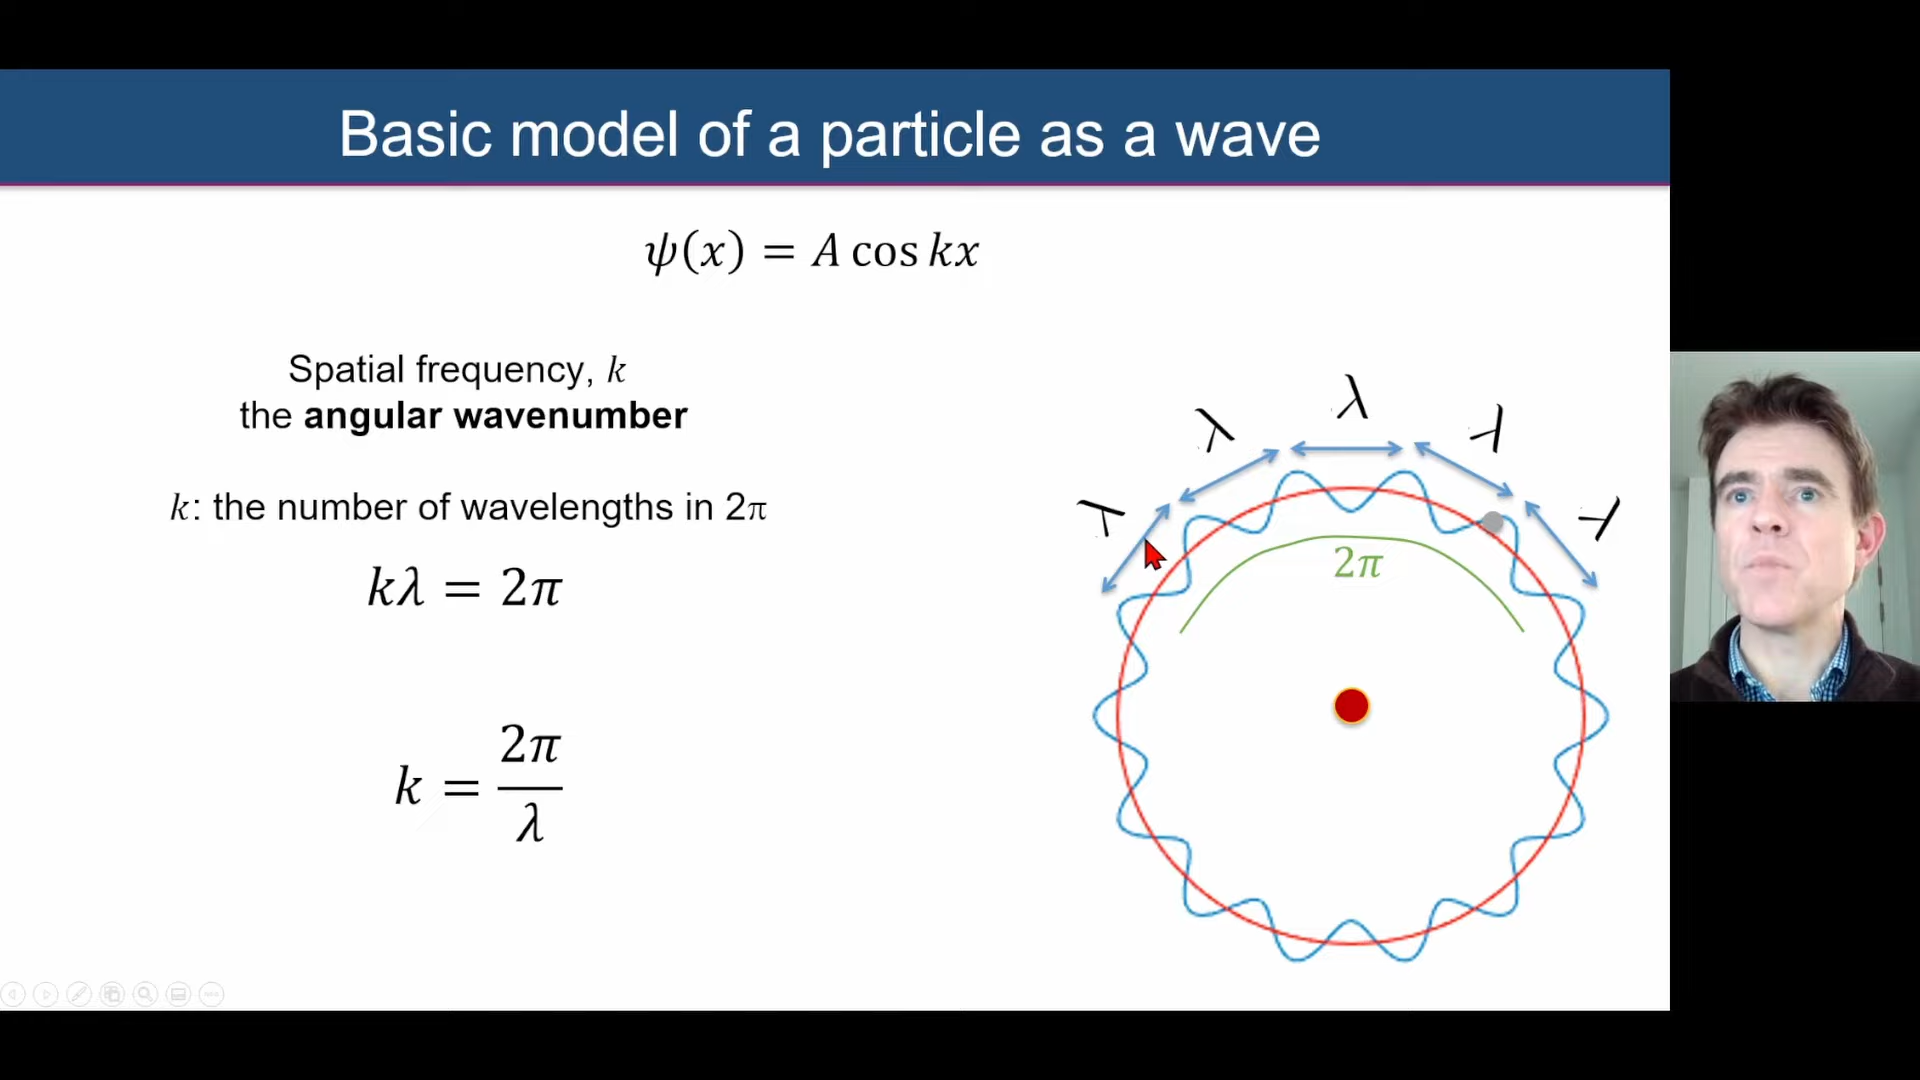 Basic model of a particle as a wave
ψ(x) = A cos kx
Spatial frequency, k
the angular wavenumber
k: the number of wavelengths in 2π
kλ = 2π
k = 2π/λ
λ
λ
λ
λ
λ
2π